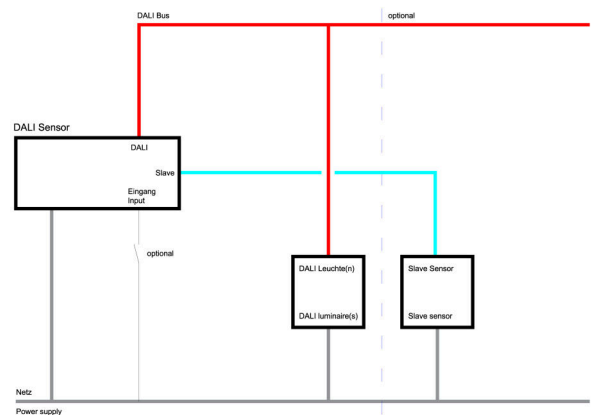 DALI Bus
optional
DALI Sensor
DALI
Slave
Eingang
Input
optional
DALI Leuchte(n)
DALI luminaire(s)
Slave Sensor
Slave sensor
Netz
Power supply